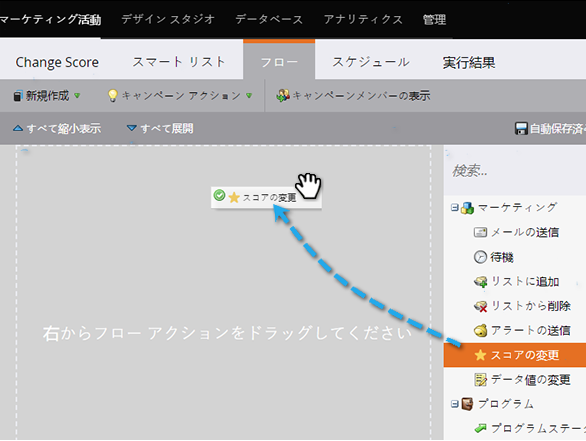 マーケティング活動 デザイン スタジオ データベース アナリティクス 管理
Change Score スマート リスト フロー スケジュール 実行結果
新規作成 キャンペーン アクション キャンペーンメンバーの表示
すべて縮小表示 すべて展開 自動保存済
検索...
スコアの変更
右からフロー アクションをドラッグしてください
マーケティング
メールの送信
待機
リストに追加
リストから削除
アラートの送信
スコアの変更
データ値の変更
プログラム
プログラムステー